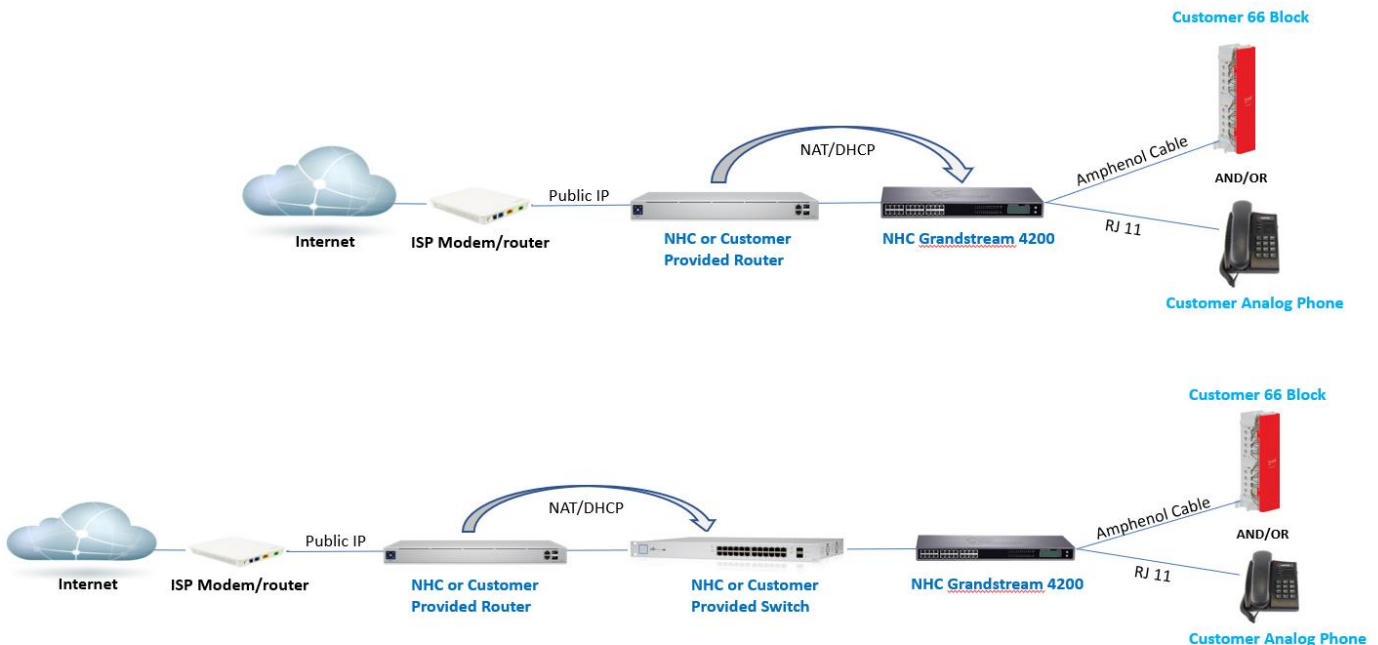 Customer 66 Block
NAT/DHCP
Amphenol Cable
Public IP
AND/OR
RJ 11
Internet
ISP Modem/router
NHC or Customer
Provided Router
NHC Grandstream 4200
Customer Analog Phone
Customer 66 Block
NAT/DHCP
Amphenol Cable
Public IP
AND/OR
RJ 11
Internet
ISP Modem/router
NHC or Customer
Provided Router
NHC or Customer
Provided Switch
NHC Grandstream 4200
Customer Analog Phone